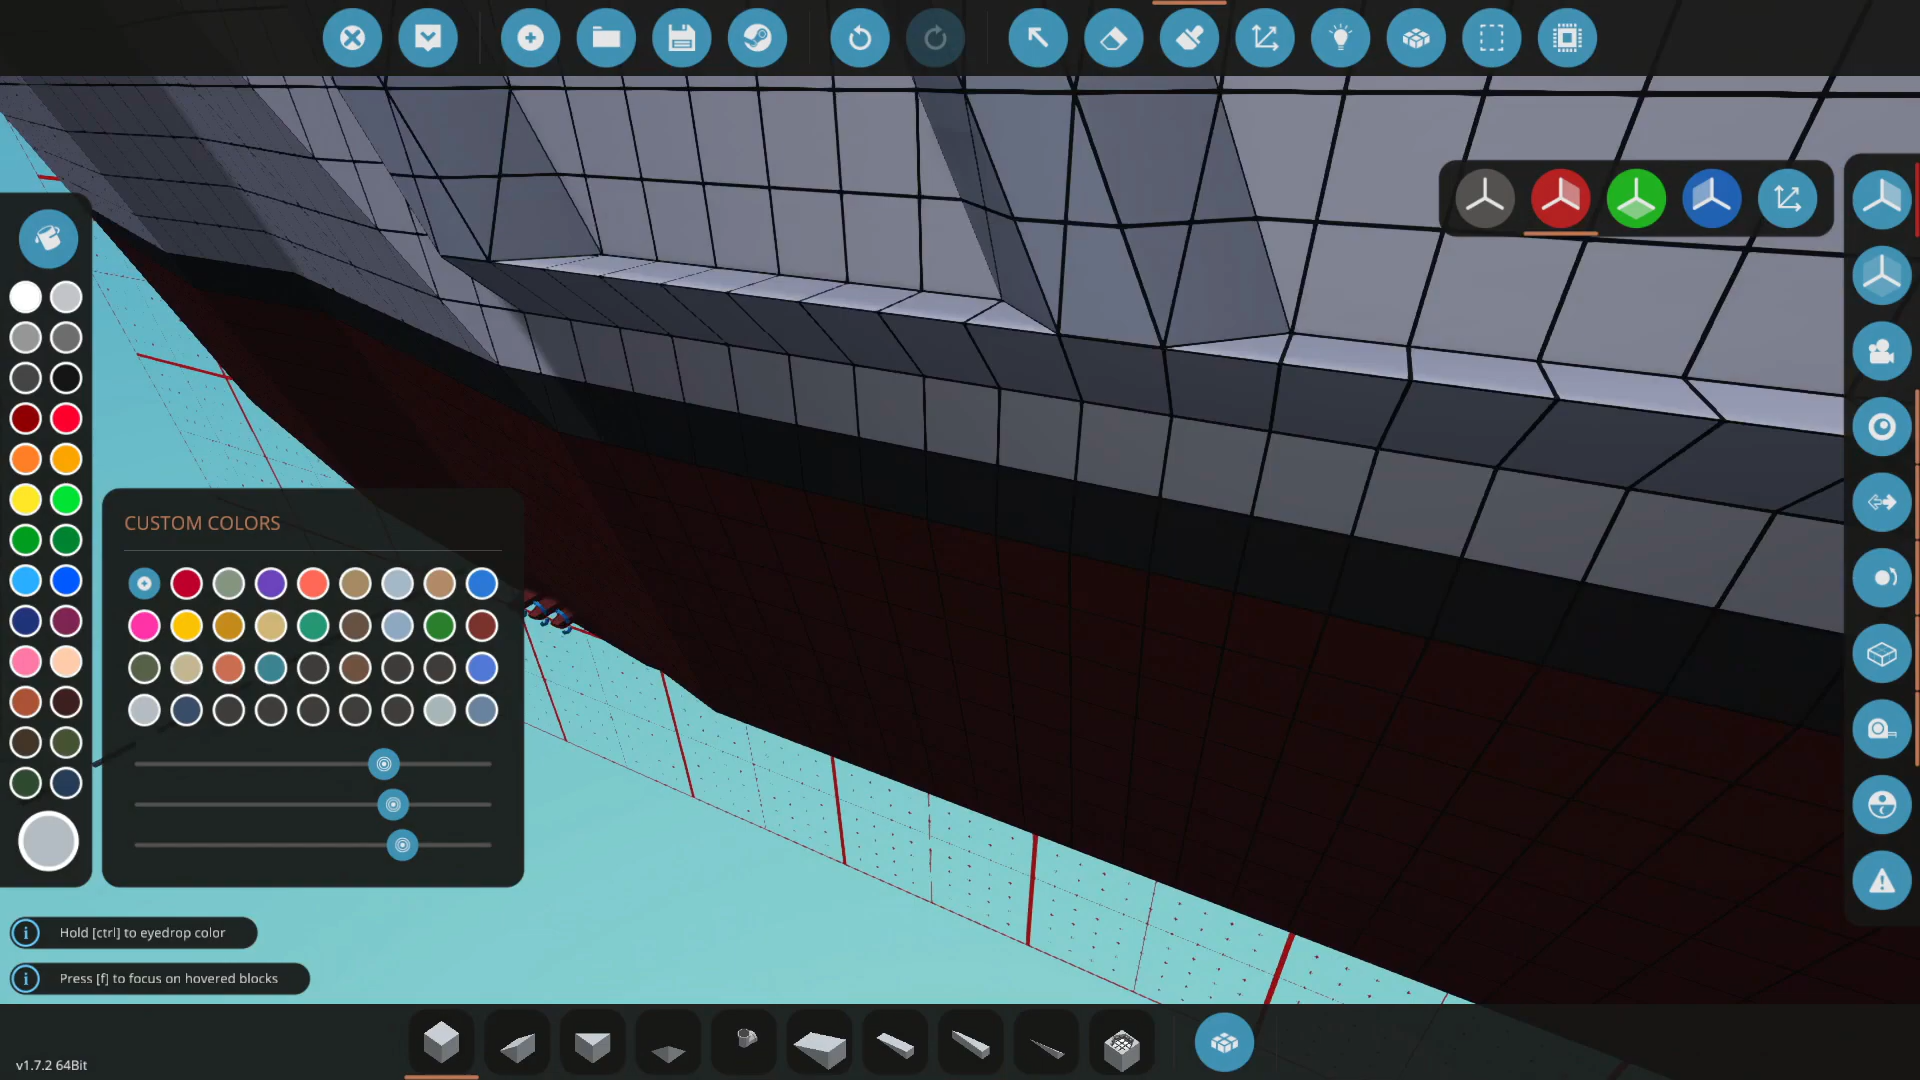 CUSTOM COLORS
Hold [ctrl] to eyedrop color
Press [f] to focus on hovered blocks
v1.7.2 64Bit